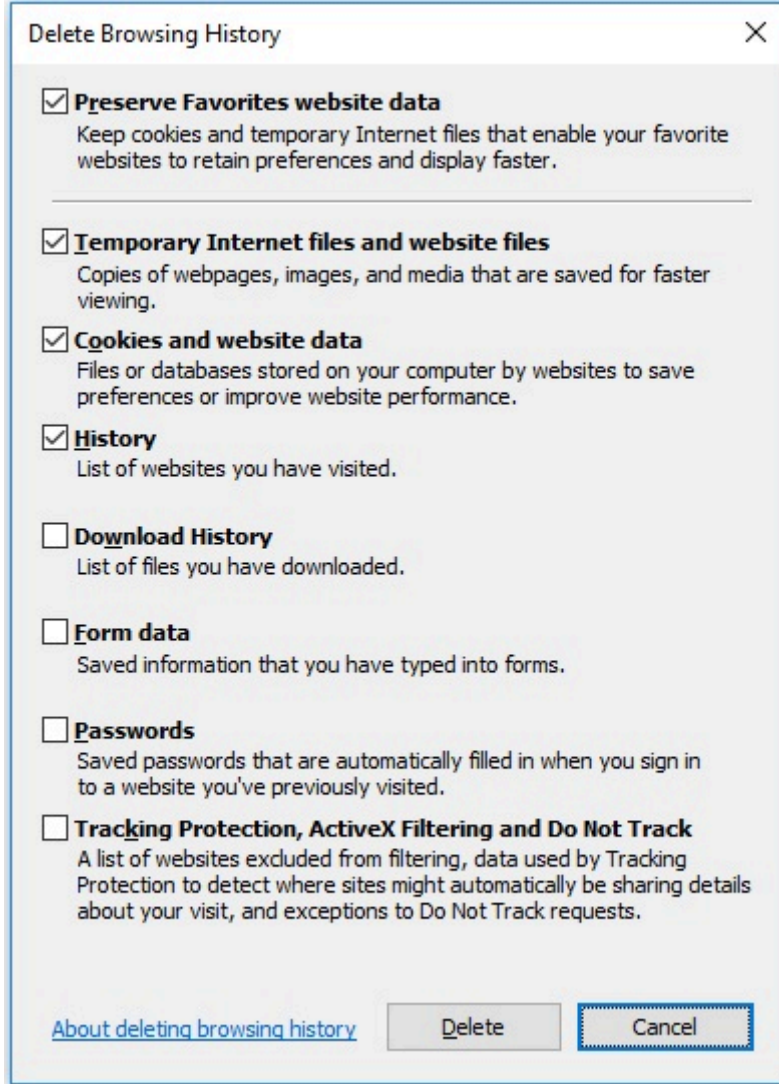 Delete Browsing History
Preserve Favorites website data
Keep cookies and temporary Internet files that enable your favorite
websites to retain preferences and display faster.
Temporary Internet files and website files
Copies of webpages, images, and media that are saved for faster
viewing.
Cookies and website data
Files or databases stored on your computer by websites to save
preferences or improve website performance.
History
List of websites you have visited.
Download History
List of files you have downloaded.
Form data
Saved information that you have typed into forms.
Passwords
Saved passwords that are automatically filled in when you sign in
to a website you've previously visited.
Tracking Protection, ActiveX Filtering and Do Not Track
A list of websites excluded from filtering, data used by Tracking
Protection to detect where sites might automatically be sharing details
about your visit, and exceptions to Do Not Track requests.
About deleting browsing history Delete Cancel